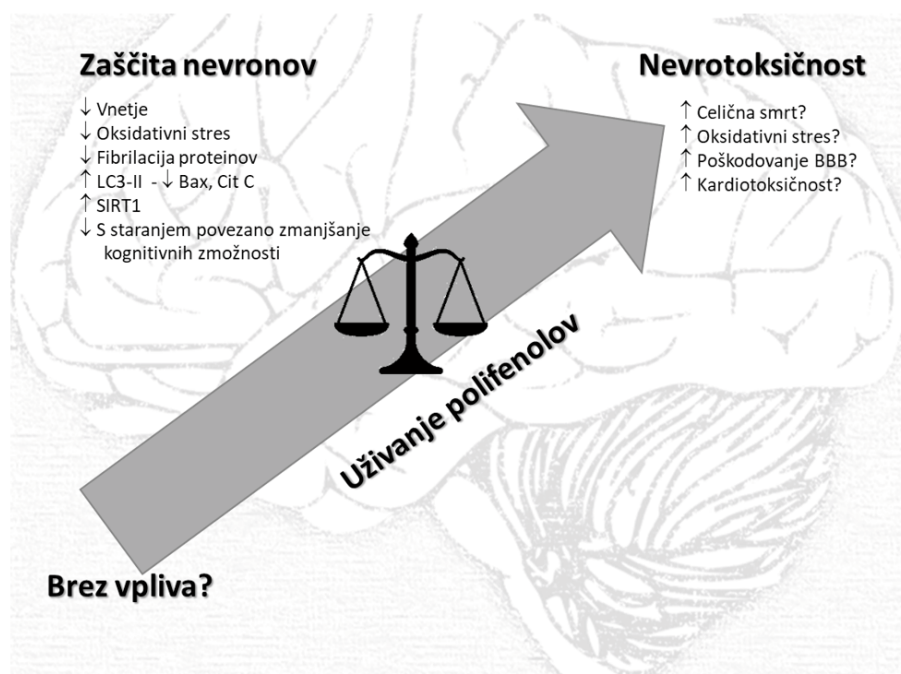 Zaščita nevronov
↓ Vnetje
↓ Oksidativni stres
↓ Fibrilacija proteinov
↑ LC3-II - ↓ Bax, Cit C
↑ SIRT1
↓ S staranjem povezano zmanjšanje
kognitivnih zmožnosti
Nevrotoksičnost
↑ Celična smrt?
↑ Oksidativni stres?
↑ Poškodovanje BBB?
↑ Kardiotoksičnost?
Uživanje polifenolov
Brez vpliva?